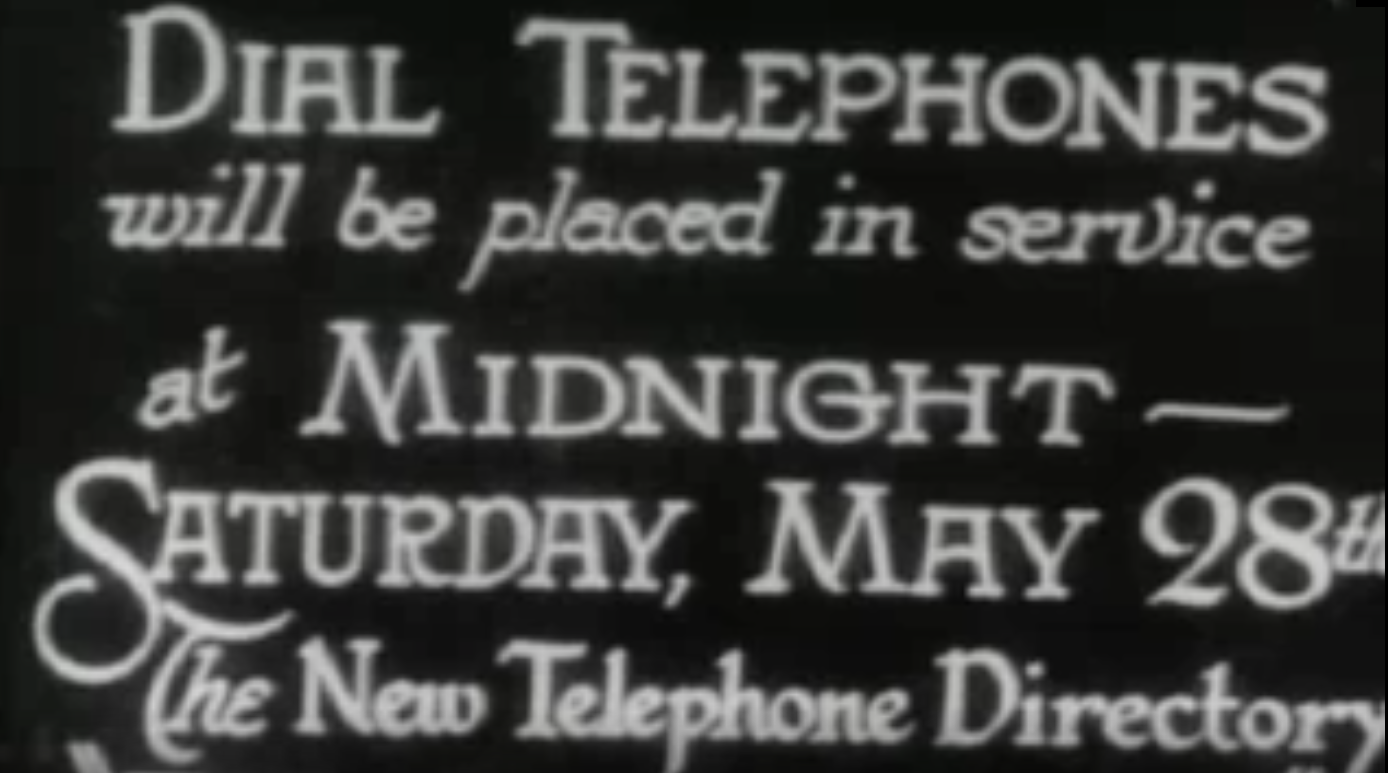 DIAL TELEPHONES
will be placed in service
at MIDNIGHT —
SATURDAY, MAY 28th
The New Telephone Directory